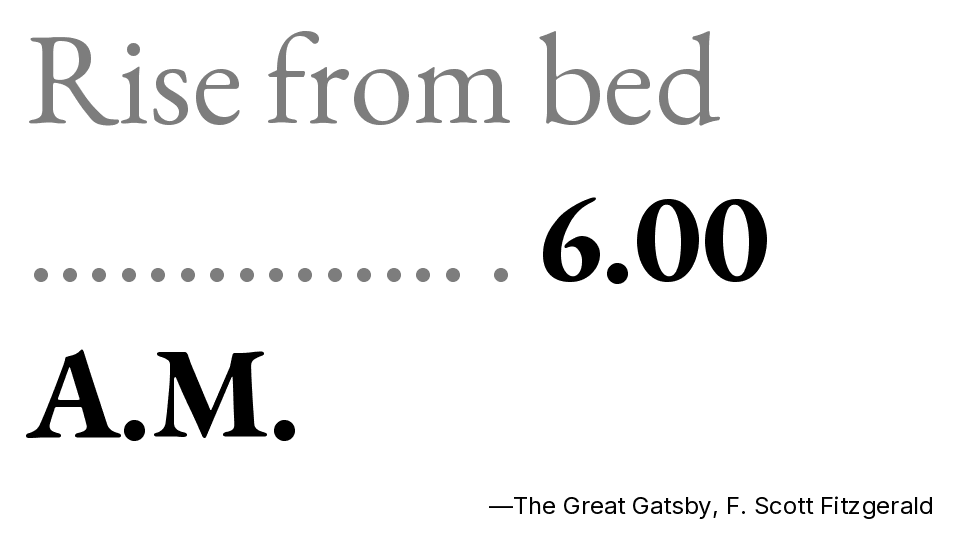 Rise from bed
............... . 6.00
A.M.
—The Great Gatsby, F. Scott Fitzgerald